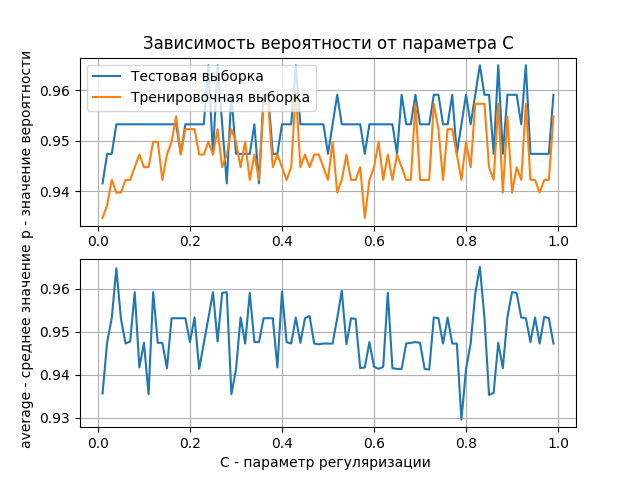 Зависимость вероятности от параметра C
Тестовая выборка
Тренировочная выборка
0.96
0.95
0.94
0.0 0.2 0.4 0.6 0.8 1.0
average - среднее значение p - значение вероятности
0.96
0.95
0.94
0.93
0.0 0.2 0.4 0.6 0.8 1.0
C - параметр регуляризации